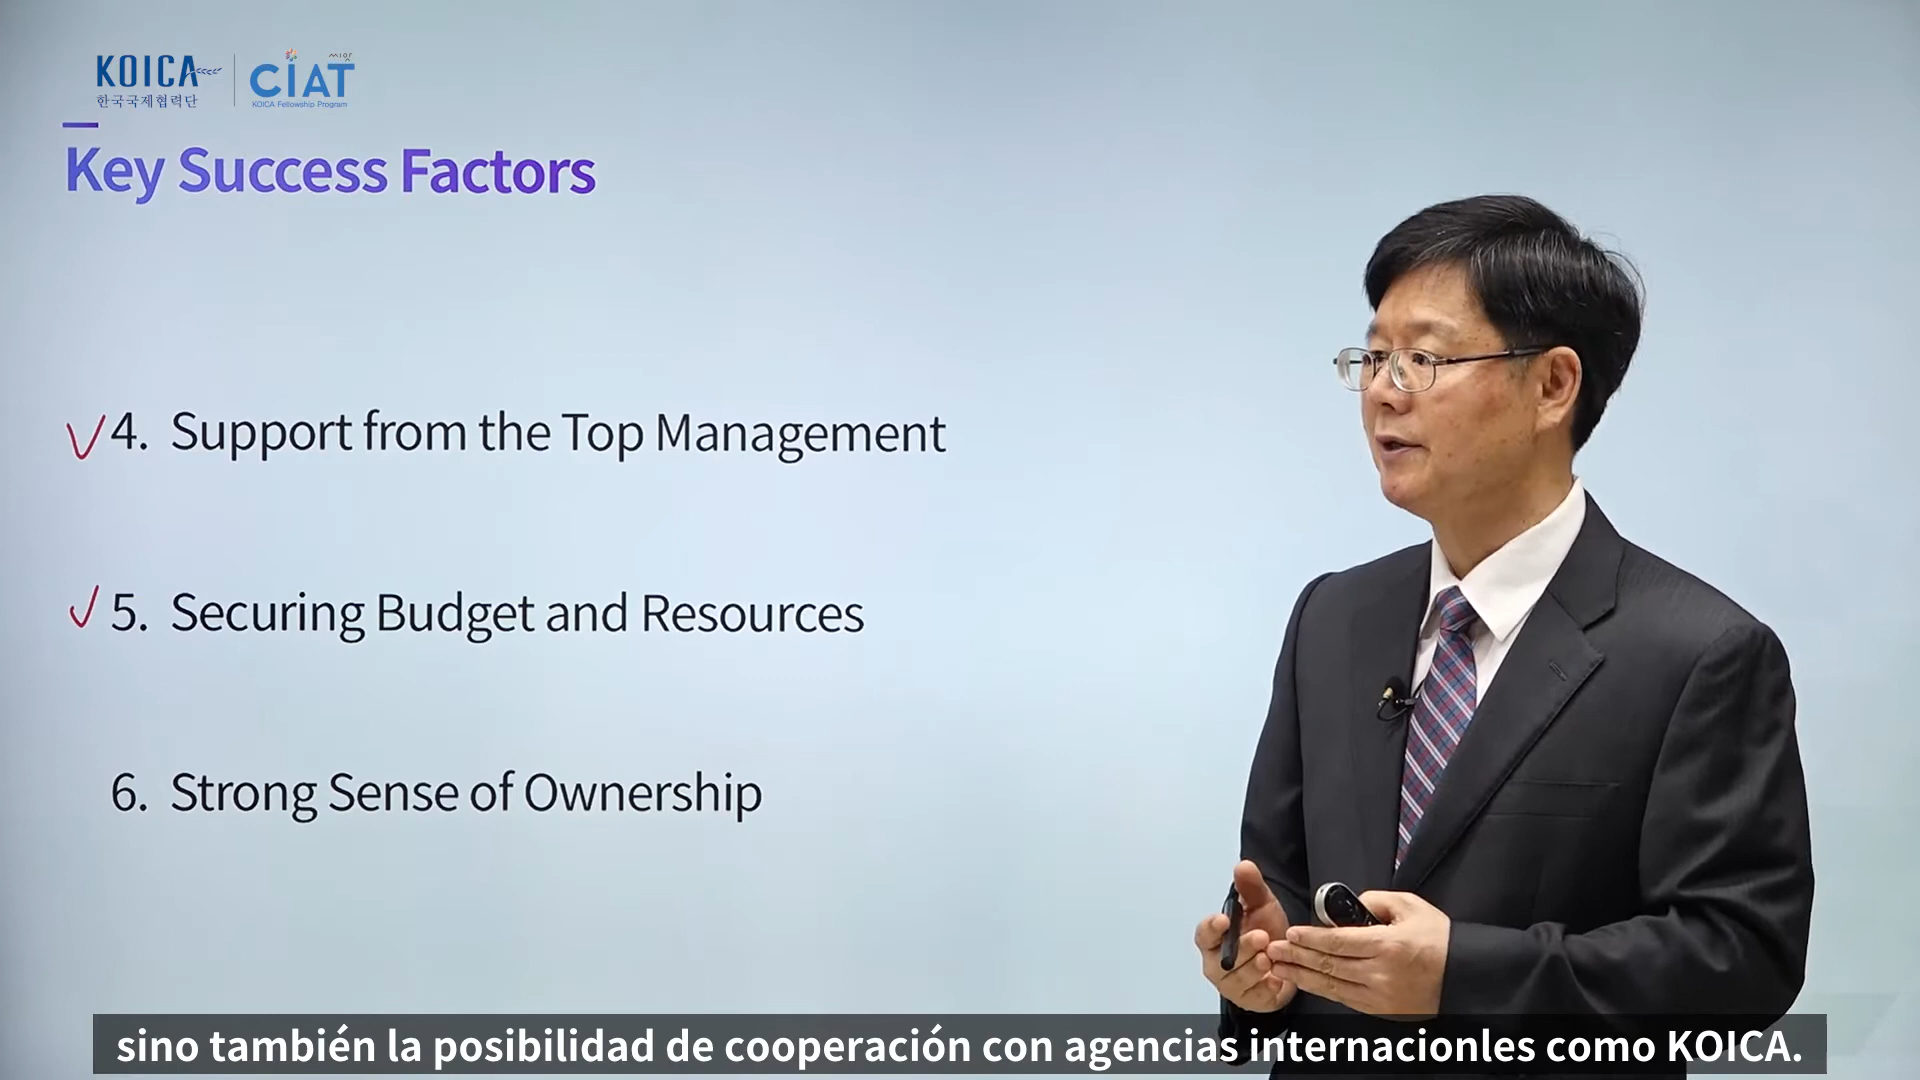 KOICA
한국국제협력단
씨앗
CIAT
KOICA Fellowship Program
Key Success Factors
4. Support from the Top Management
5. Securing Budget and Resources
6. Strong Sense of Ownership
sino también la posibilidad de cooperación con agencias internacionles como KOICA.